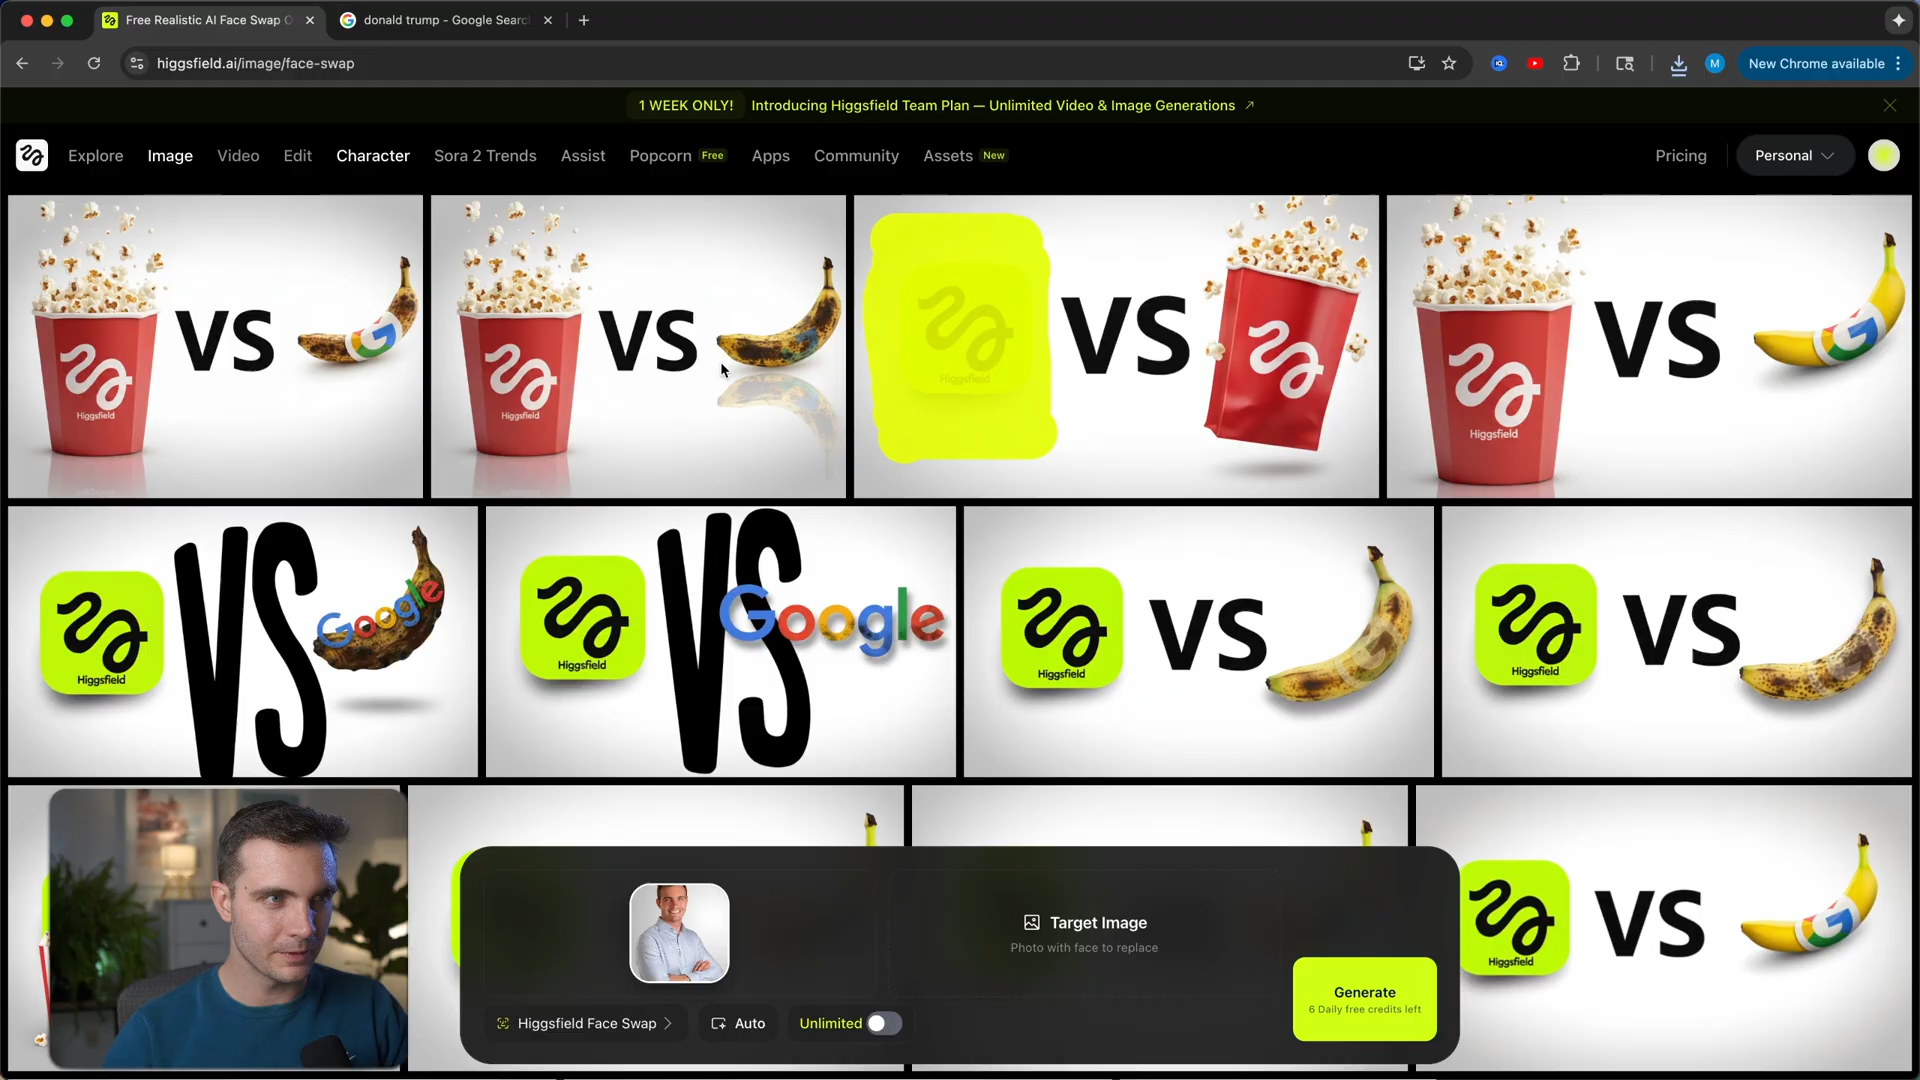 Free Realistic AI Face Swap O
donald trump - Google Searc
higgsfield.ai/image/face-swap
New Chrome available
M
1 WEEK ONLY! Introducing Higgsfield Team Plan — Unlimited Video & Image Generations
Explore Image Video Edit Character Sora 2 Trends Assist Popcorn Free Apps Community Assets New Pricing Personal
VS Higgsfield G
VS Higgsfield
VS Higgsfield
VS Higgsfield G
Higgsfield VS Google
Higgsfield VS Google
Higgsfield VS G
Higgsfield VS
Higgsfield VS G
Target Image
Photo with face to replace
Higgsfield Face Swap
Auto
Unlimited
Generate
6 Daily free credits left